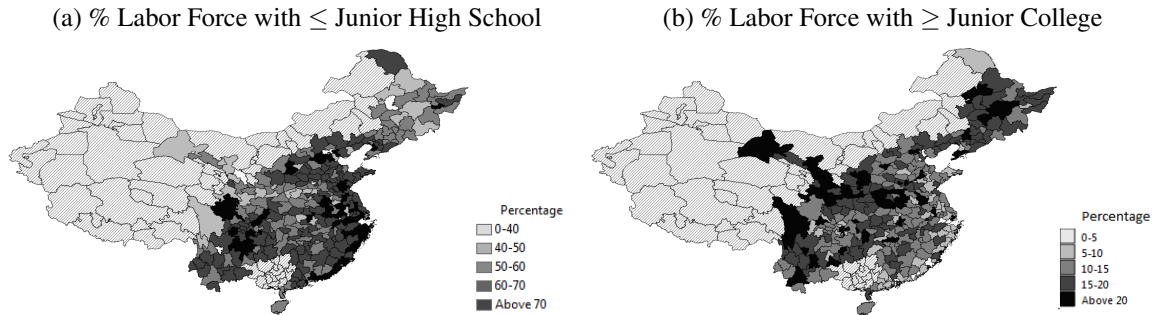 (a) % Labor Force with ≤ Junior High School
(b) % Labor Force with ≥ Junior College
Percentage
0-40
40-50
50-60
60-70
Above 70
Percentage
0-5
5-10
10-15
15-20
Above 20